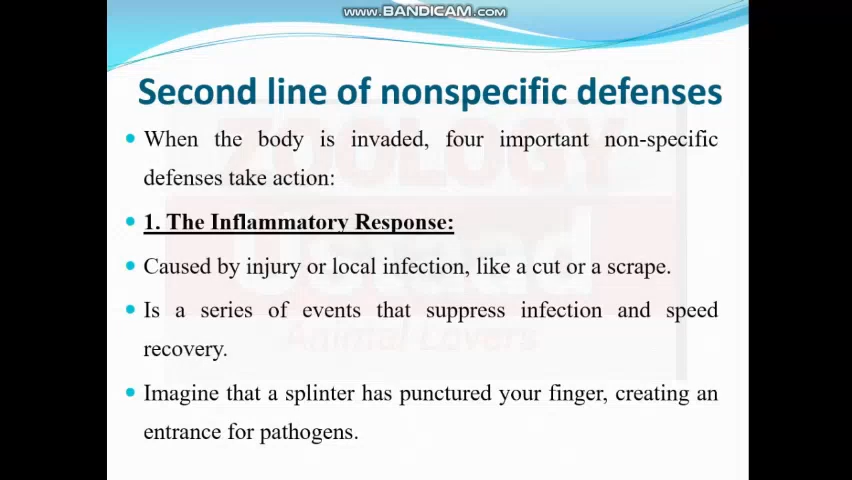 WWW.BANDICAM.COM
Second line of nonspecific defenses
• When the body is invaded, four important non-specific
defenses take action:
• 1. The Inflammatory Response:
• Caused by injury or local infection, like a cut or a scrape.
• Is a series of events that suppress infection and speed
recovery.
• Imagine that a splinter has punctured your finger, creating an
entrance for pathogens.
ZOOLOGY
Ustaad
Animal Lovers